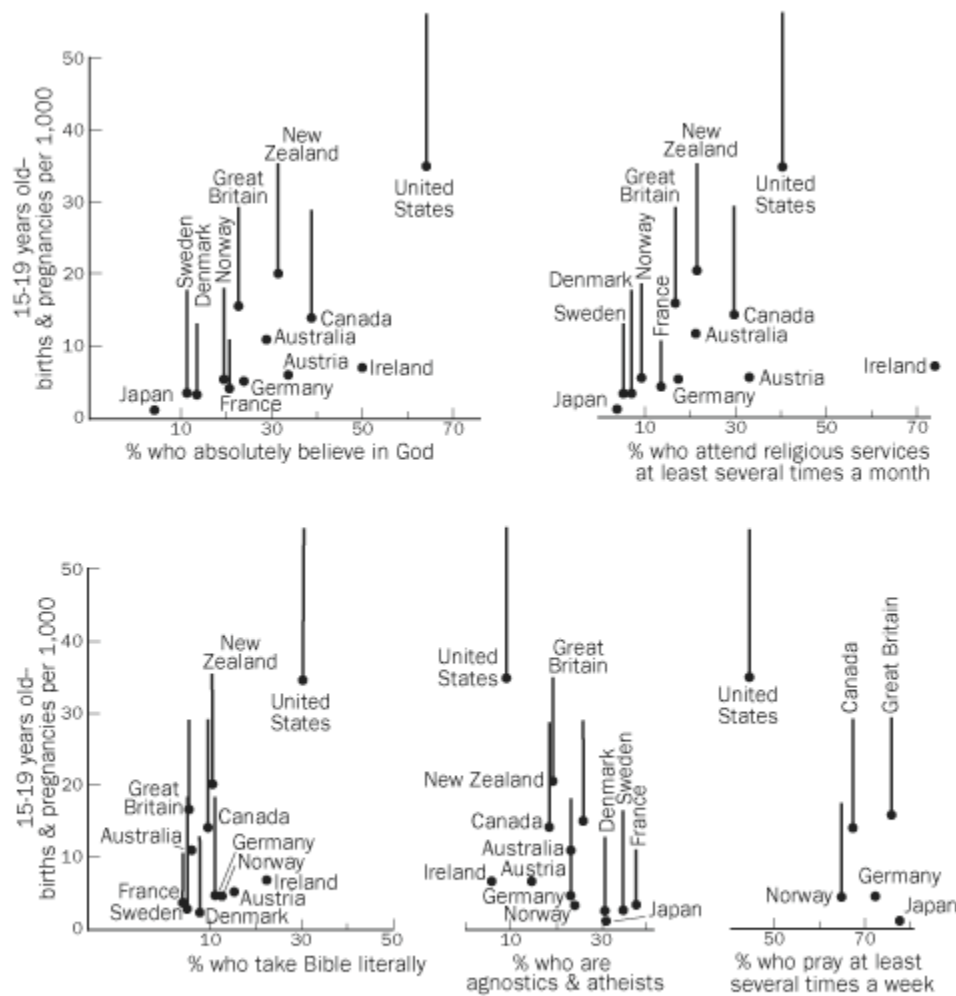 50
40
30
20
10
0
15-19 years old–
births & pregnancies per 1,000
Japan
Sweden
Denmark
Norway
Great
Britain
New
Zealand
United
States
Canada
Australia
Austria
Ireland
Germany
France
10
30
50
70
% who absolutely believe in God
Denmark
Sweden
Japan
Norway
France
Great
Britain
New
Zealand
United
States
Canada
Australia
Austria
Germany
Ireland
10
30
50
70
% who attend religious services
at least several times a month
50
40
30
20
10
0
15-19 years old–
births & pregnancies per 1,000
New
Zealand
United
States
Great
Britain
Canada
Australia
Germany
Norway
France
Ireland
Austria
Sweden
Denmark
10
30
50
% who take Bible literally
United
States
Great
Britain
New Zealand
Canada
Australia
Ireland
Austria
Germany
Norway
Denmark
Sweden
France
Japan
10
30
% who are
agnostics & atheists
United
States
Canada
Great Britain
Norway
Germany
Japan
50
70
% who pray at least
several times a week